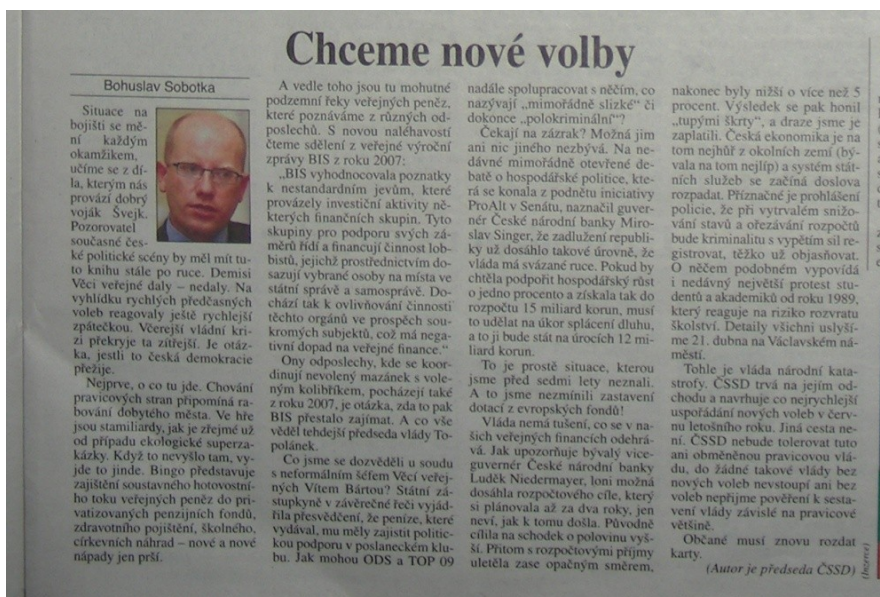 Chceme nové volby
Bohuslav Sobotka
Situace na
bojišti se mě-
ní každým
okamžikem,
učíme se z dí-
la, kterým nás
provází dobrý
voják Švejk.
Pozorovatel
současné čes-
ké politické scény by měl mít tu-
to knihu stále po ruce. Demisi
Věci veřejné daly – nedaly. Na
vyhlídku rychlých předčasných
voleb reagovaly ještě rychlejší
zpátečkou. Včerejší vládní kri-
zi překryje ta zítřejší. Je otáz-
ka, jestli to česká demokracie
přežije.
Nejprve, o co tu jde. Chování
pravicových stran připomíná ra-
bování dobytého města. Ve hře
jsou stamiliardy, jak je zřejmé už
od případu ekologické superza-
kázky. Když to nevyšlo tam, vy-
jde to jinde. Bingo představuje
zajištění soustavného hotovostní-
ho toku veřejných peněz do pri-
vatizovaných penzijních fondů,
zdravotního pojištění, školného,
církevních náhrad – nové a nové
nápady jen prší.
A vedle toho jsou tu mohutné
podzemní řeky veřejných peněz,
které poznáváme z různých od-
poslechů. S novou naléhavostí
čteme sdělení z veřejné výroční
zprávy BIS z roku 2007:
„BIS vyhodnocovala poznatky
k nestandardním jevům, které
provázely investiční aktivity ně-
kterých finančních skupin. Tyto
skupiny pro podporu svých zá-
měrů řídí a financují činnost lob-
bistů, jejichž prostřednictvím do-
sazují vybrané osoby na místa ve
státní správě a samosprávě. Do-
chází tak k ovlivňování činnosti
těchto orgánů ve prospěch sou-
kromých subjektů, což má nega-
tivní dopad na veřejné finance.“
Ony odposlechy, kde se koor-
dinují nevolený mazánek s vole-
ným kolibříkem, pocházejí také
z roku 2007, je otázka, zda to pak
BIS přestalo zajímat. A co vše
věděl tehdejší předseda vlády To-
polánek.
Co jsme se dozvěděli u soudu
s neformálním šéfem Věcí veřej-
ných Vítem Bártou? Státní zá-
stupkyně v závěrečné řeči vyjád-
řila přesvědčení, že peníze, které
vydával, mu měly zajistit politic-
kou podporu v poslaneckém klu-
bu. Jak mohou ODS a TOP 09
nadále spolupracovat s něčím, co
nazývají „mimořádně slizké“ či
dokonce „polokriminální“?
Čekají na zázrak? Možná jim
ani nic jiného nezbývá. Na ne-
dávné mimořádně otevřené de-
batě o hospodářské politice, kte-
rá se konala z podnětu iniciativy
ProAlt v Senátu, naznačil guver-
nér České národní banky Miro-
slav Singer, že zadlužení republi-
ky už dosáhlo takové úrovně, že
vláda má svázané ruce. Pokud by
chtěla podpořit hospodářský růst
o jedno procento a získala tak do
rozpočtu 15 miliard korun, musí
to udělat na úkor splácení dluhu,
a to ji bude stát na úrocích 12 mi-
liard korun.
To je prostě situace, kterou
jsme před sedmi lety neznali.
A to jsme nezmínili zastavení
dotací z evropských fondů!
Vláda nemá tušení, co se v na-
šich veřejných financích odehrá-
vá. Jak upozorňuje bývalý vice-
guvernér České národní banky
Luděk Niedermayer, loni možná
dosáhla rozpočtového cíle, který
si plánovala až za dva roky, jen
neví, jak k tomu došla. Původně
cílila na schodek o polovinu vyš-
ší. Přitom s rozpočtovými příjmy
uletěla zase opačným směrem,
nakonec byly nižší o více než 5
procent. Výsledek se pak honil
„tupými škrty“, a draze jsme je
zaplatili. Česká ekonomika je na
tom nejhůř z okolních zemí (bý-
vala na tom nejlíp) a systém stát-
ních služeb se začíná doslova
rozpadat. Příznačné je prohlášení
policie, že při vytrvalém snižo-
vání stavů a ořezávání rozpočtů
bude kriminalitu s vypětím sil re-
gistrovat, těžko už objasňovat.
O něčem podobném vypovídá
i nedávný největší protest stu-
dentů a akademiků od roku 1989,
který reaguje na riziko rozvratu
školství. Detaily všichni uslyší-
me 21. dubna na Václavském ná-
městí.
Tohle je vláda národní kata-
strofy. ČSSD trvá na jejím od-
chodu a navrhuje co nejrychlejší
uspořádání nových voleb v červ-
nu letošního roku. Jiná cesta ne-
ní. ČSSD nebude tolerovat tuto
ani obměněnou pravicovou vlá-
du, do žádné takové vlády bez
nových voleb nevstoupí ani bez
voleb nepřijme pověření k sesta-
vení vlády závislé na pravicové
většině.
Občané musí znovu rozdat
karty.
(Autor je předseda ČSSD)